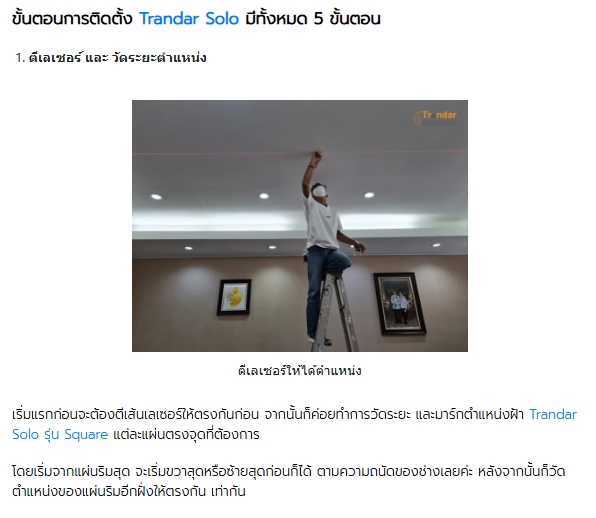 ขั้นตอนการติดตั้ง Trandar Solo มีทั้งหมด 5 ขั้นตอน
1. ตีเลเซอร์ และ วัดระยะตำแหน่ง
Trandar
ตีเลเซอร์ให้ได้ตำแหน่ง
เริ่มแรกก่อนจะต้องตีเส้นเลเซอร์ให้ตรงกันก่อน จากนั้นก็ค่อยทำการวัดระยะ และมาร์กตำแหน่งฝ้า Trandar
Solo รุ่น Square แต่ละแผ่นตรงจุดที่ต้องการ
โดยเริ่มจากแผ่นริมสุด จะเริ่มขวาสุดหรือซ้ายสุดก่อนก็ได้ ตามความถนัดของช่างเลยค่ะ หลังจากนั้นก็วัด
ตำแหน่งของแผ่นริมอีกฝั่งให้ตรงกัน เท่ากัน